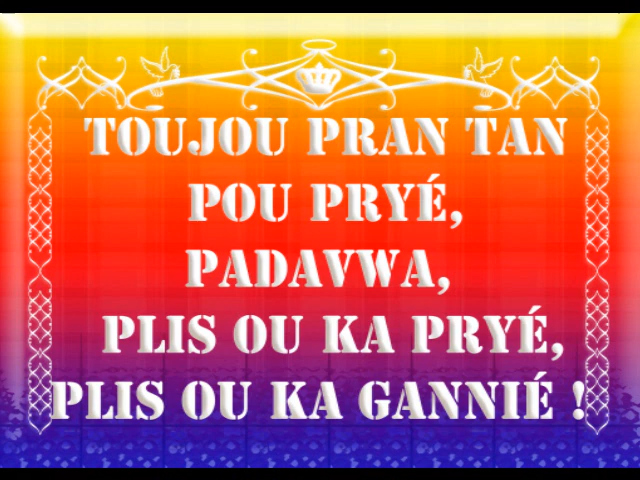 TOUJOU PRAN TAN
POU PRYÉ,
PADAVWA,
PLIS OU KA PRYÉ,
PLIS OU KA GANNIÉ !